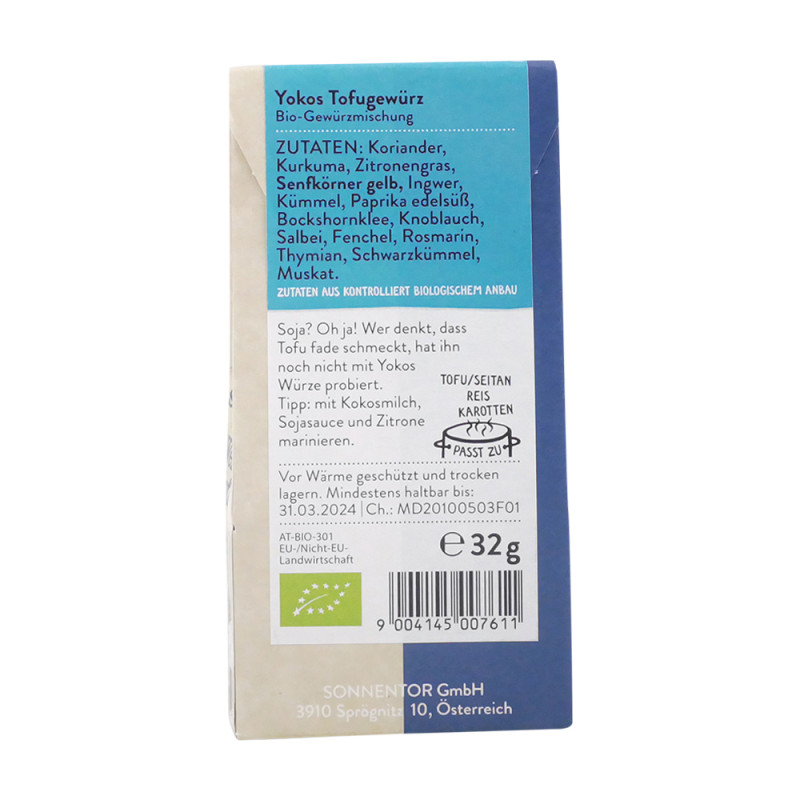 Yokos Tofugewürz
Bio-Gewürzmischung
ZUTATEN: Koriander,
Kurkuma, Zitronengras,
Senfkörner gelb, Ingwer,
Kümmel, Paprika edelsüß,
Bockshornklee, Knoblauch,
Salbei, Fenchel, Rosmarin,
Thymian, Schwarzkümmel,
Muskat.
ZUTATEN AUS KONTROLLIERT BIOLOGISCHEM ANBAU
Soja? Oh ja! Wer denkt, dass
Tofu fade schmeckt, hat ihn
noch nicht mit Yokos
Würze probiert.
Tipp: mit Kokosmilch,
Sojasauce und Zitrone
marinieren.
TOFU/SEITAN
REIS
KAROTTEN
PASST ZU
Vor Wärme geschützt und trocken
lagern. Mindestens haltbar bis:
31.03.2024 | Ch.: MD20100503F01
AT-BIO-301
EU-/Nicht-EU-
Landwirtschaft
℮ 32 g
9 004145 007611
SONNENTOR GmbH
3910 Sprögnitz 10, Österreich